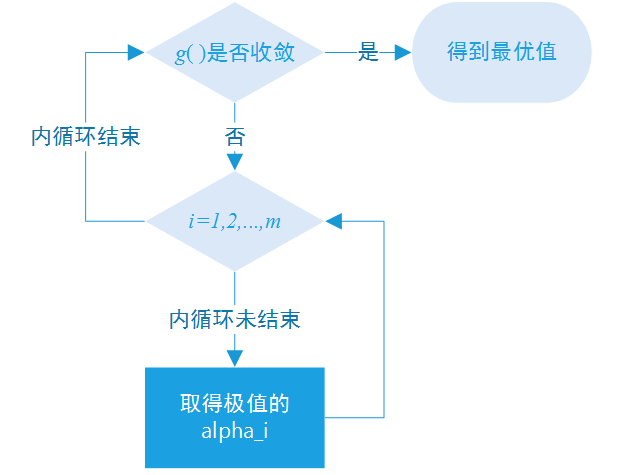 g( )是否收敛
是
得到最优值
内循环结束
否
i=1,2,...,m
内循环未结束
取得极值的
alpha_i